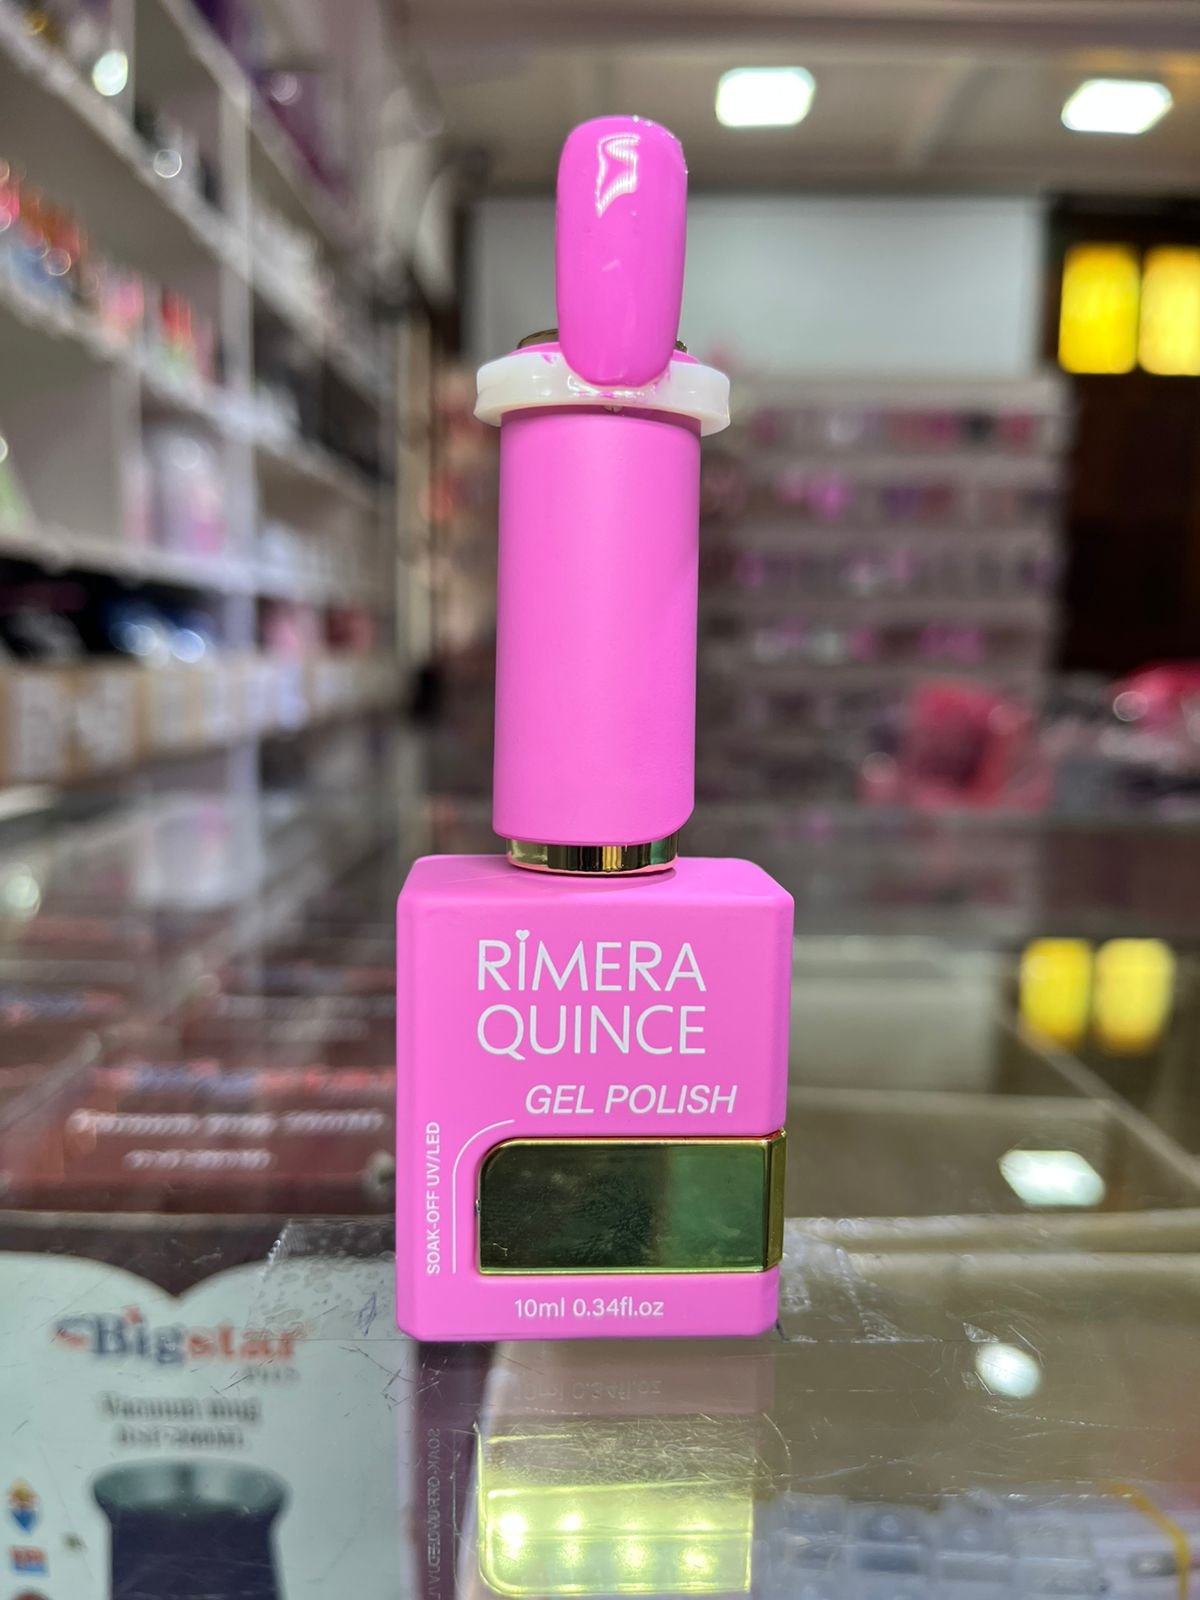 RIMERA
QUINCE
GEL POLISH
SOAK-OFF UV/LED
10ml 0.34fl.oz
Bigstar
Vacuum mug